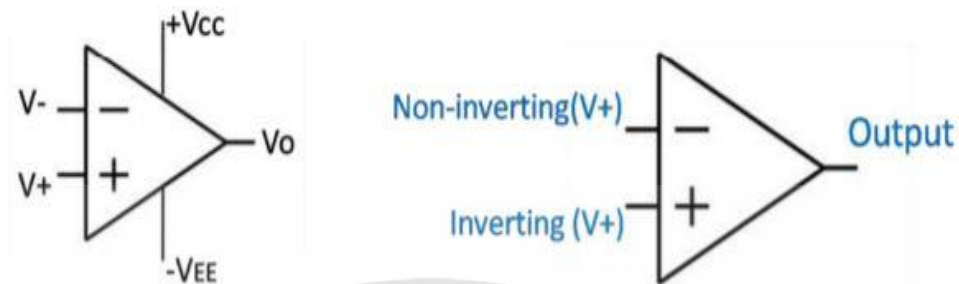 +Vcc
V-
−
Vo
V+
+
-VEE
Non-inverting(V+)
−
Output
Inverting (V+)
+